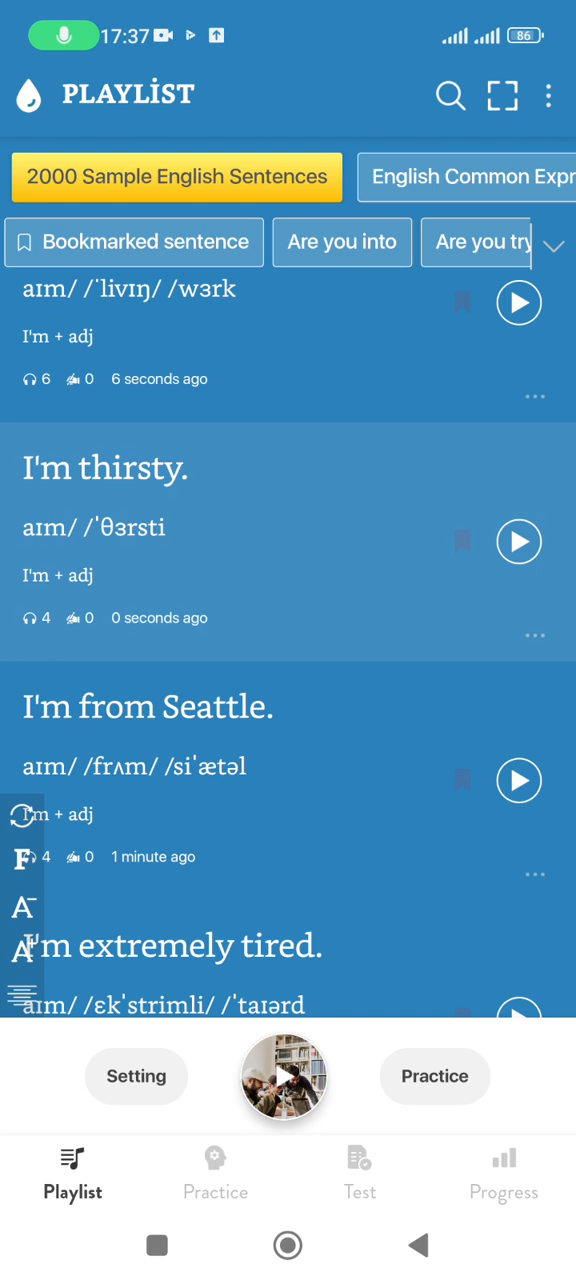 17:37
86
PLAYLİST
2000 Sample English Sentences
English Common Expr
Bookmarked sentence
Are you into
Are you try
aɪm/ /ˈlivɪŋ/ /wɜrk
I'm + adj
6 0 6 seconds ago
I'm thirsty.
aɪm/ /ˈθɜrsti
I'm + adj
4 0 0 seconds ago
I'm from Seattle.
aɪm/ /frʌm/ /siˈætəl
I'm + adj
4 0 1 minute ago
I'm extremely tired.
aɪm/ /ɛkˈstrimli/ /ˈtaɪərd
F
A-
A+
Setting
Practice
Playlist
Practice
Test
Progress